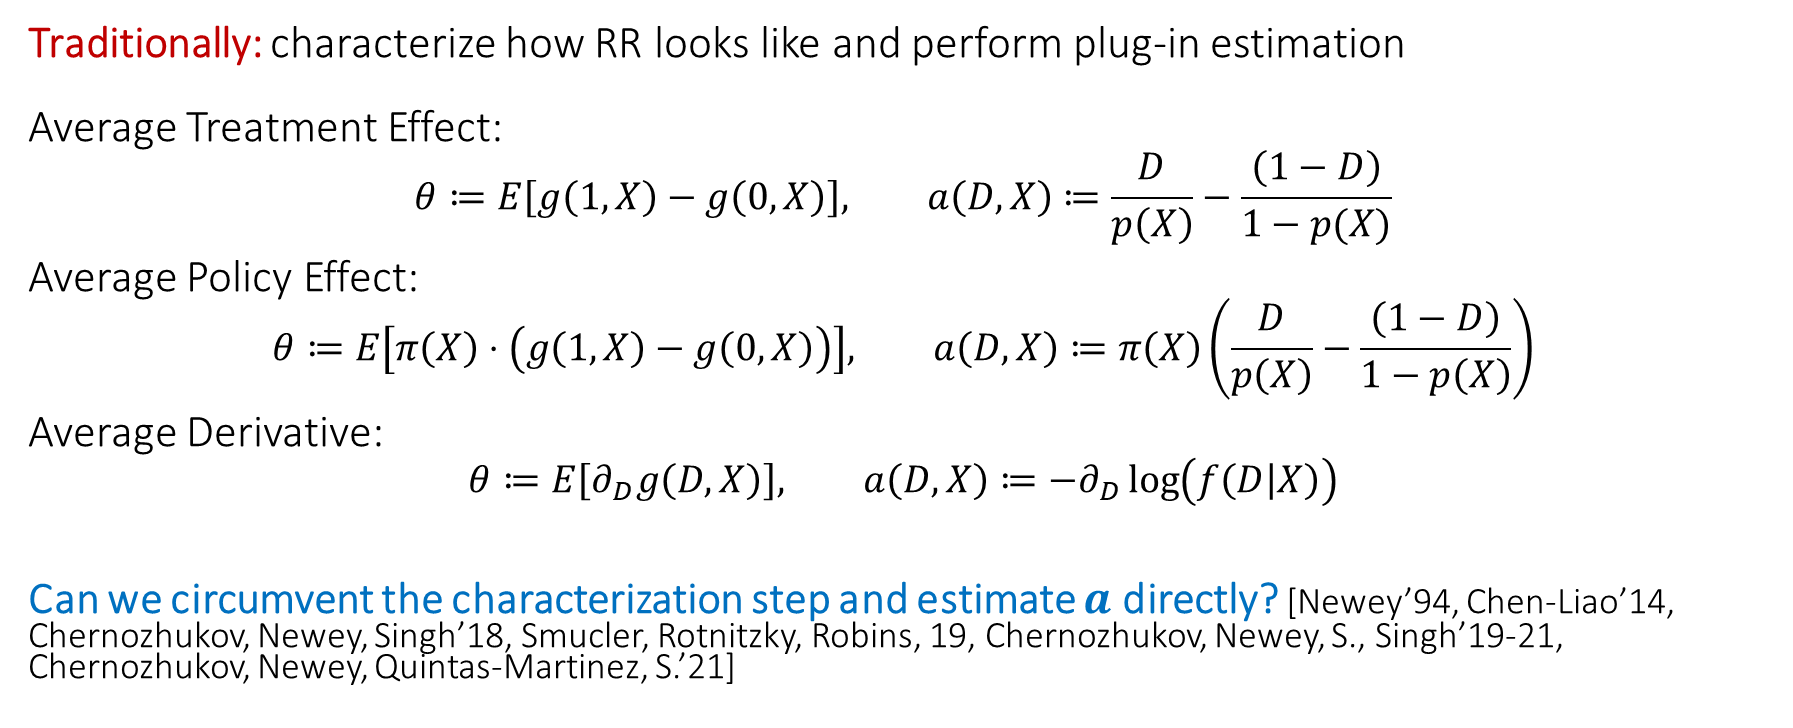 Traditionally: characterize how RR looks like and perform plug-in estimation
Average Treatment Effect:
θ ≔ E[g(1, X) − g(0, X)], a(D, X) ≔ D/p(X) − (1 − D)/(1 − p(X))
Average Policy Effect:
θ ≔ E[π(X) ⋅ (g(1, X) − g(0, X))], a(D, X) ≔ π(X) (D/p(X) − (1 − D)/(1 − p(X)))
Average Derivative:
θ ≔ E[∂_D g(D, X)], a(D, X) ≔ −∂_D log(f(D|X))
Can we circumvent the characterization step and estimate a directly? [Newey’94, Chen-Liao’14,
Chernozhukov, Newey, Singh’18, Smucler, Rotnitzky, Robins, 19, Chernozhukov, Newey, S., Singh’19-21,
Chernozhukov, Newey, Quintas-Martinez, S.’21]